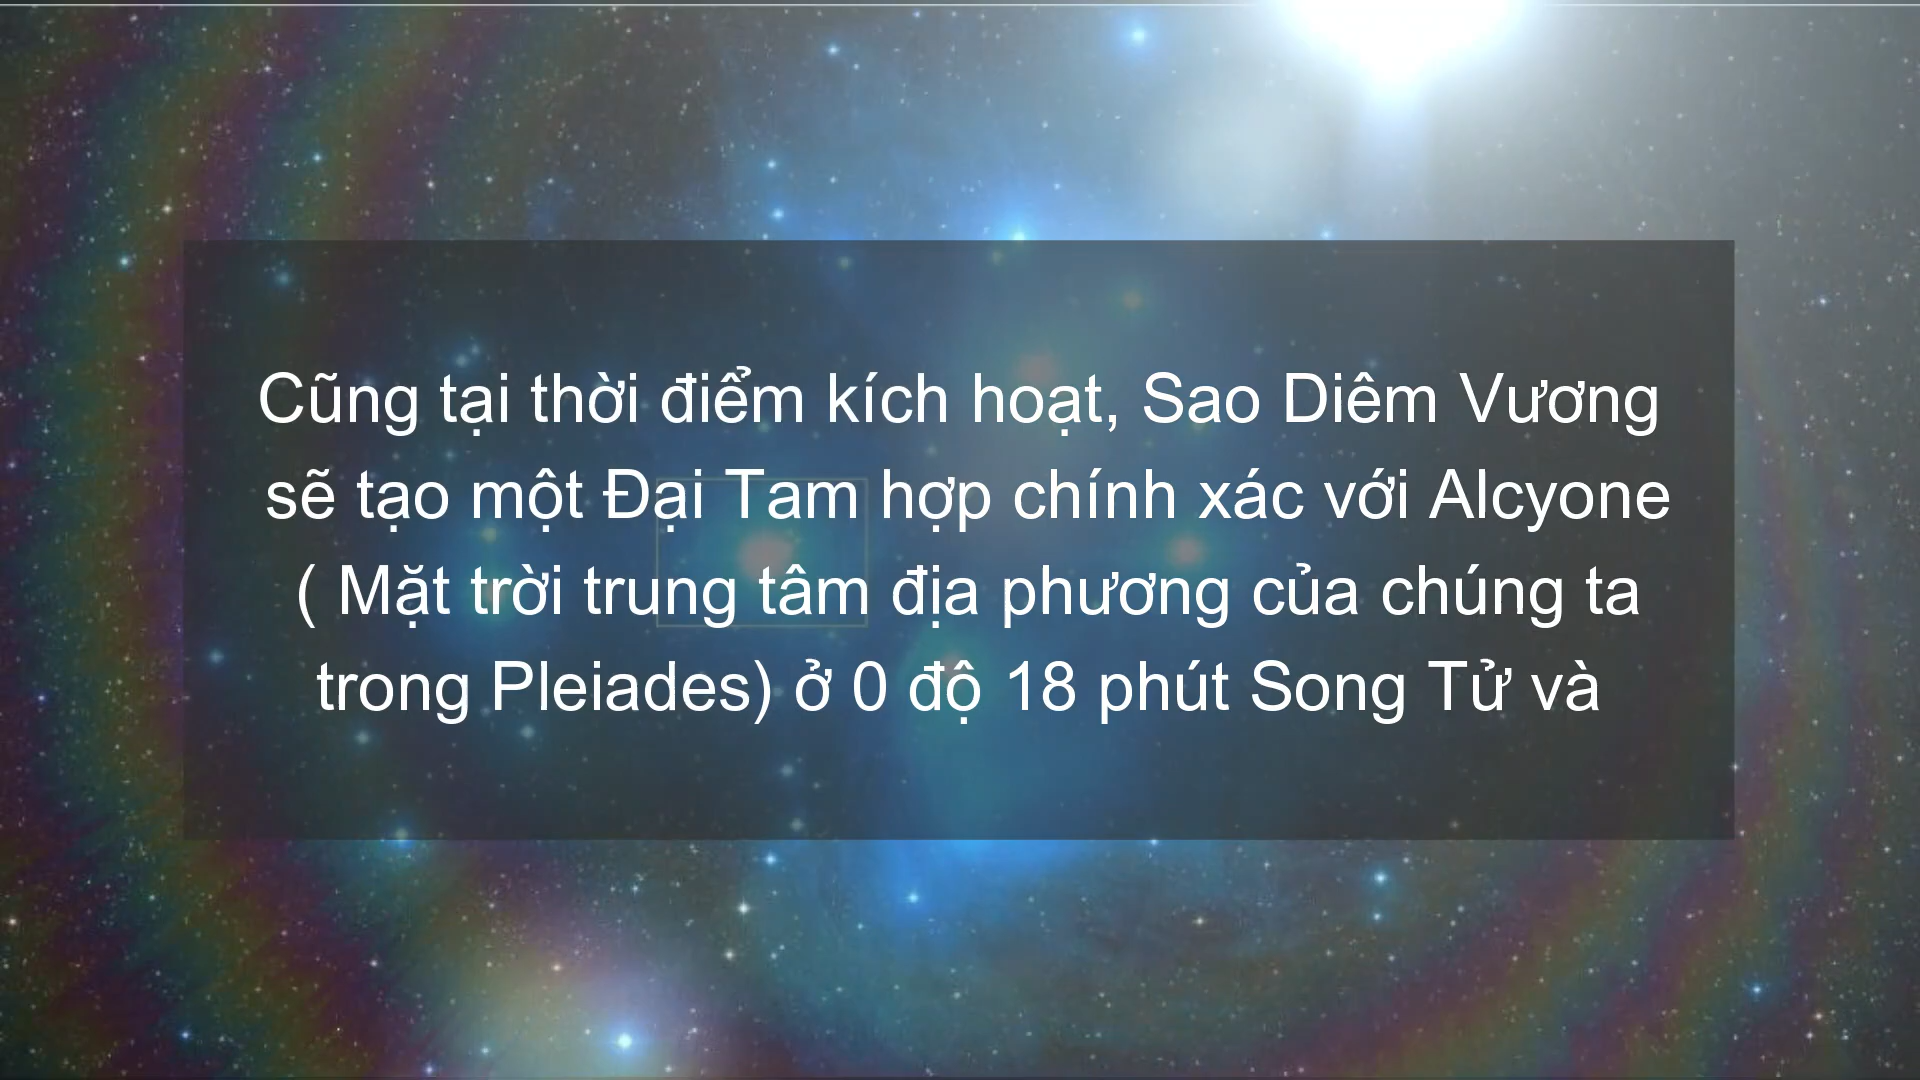 Cũng tại thời điểm kích hoạt, Sao Diêm Vương
sẽ tạo một Đại Tam hợp chính xác với Alcyone
( Mặt trời trung tâm địa phương của chúng ta
trong Pleiades) ở 0 độ 18 phút Song Tử và